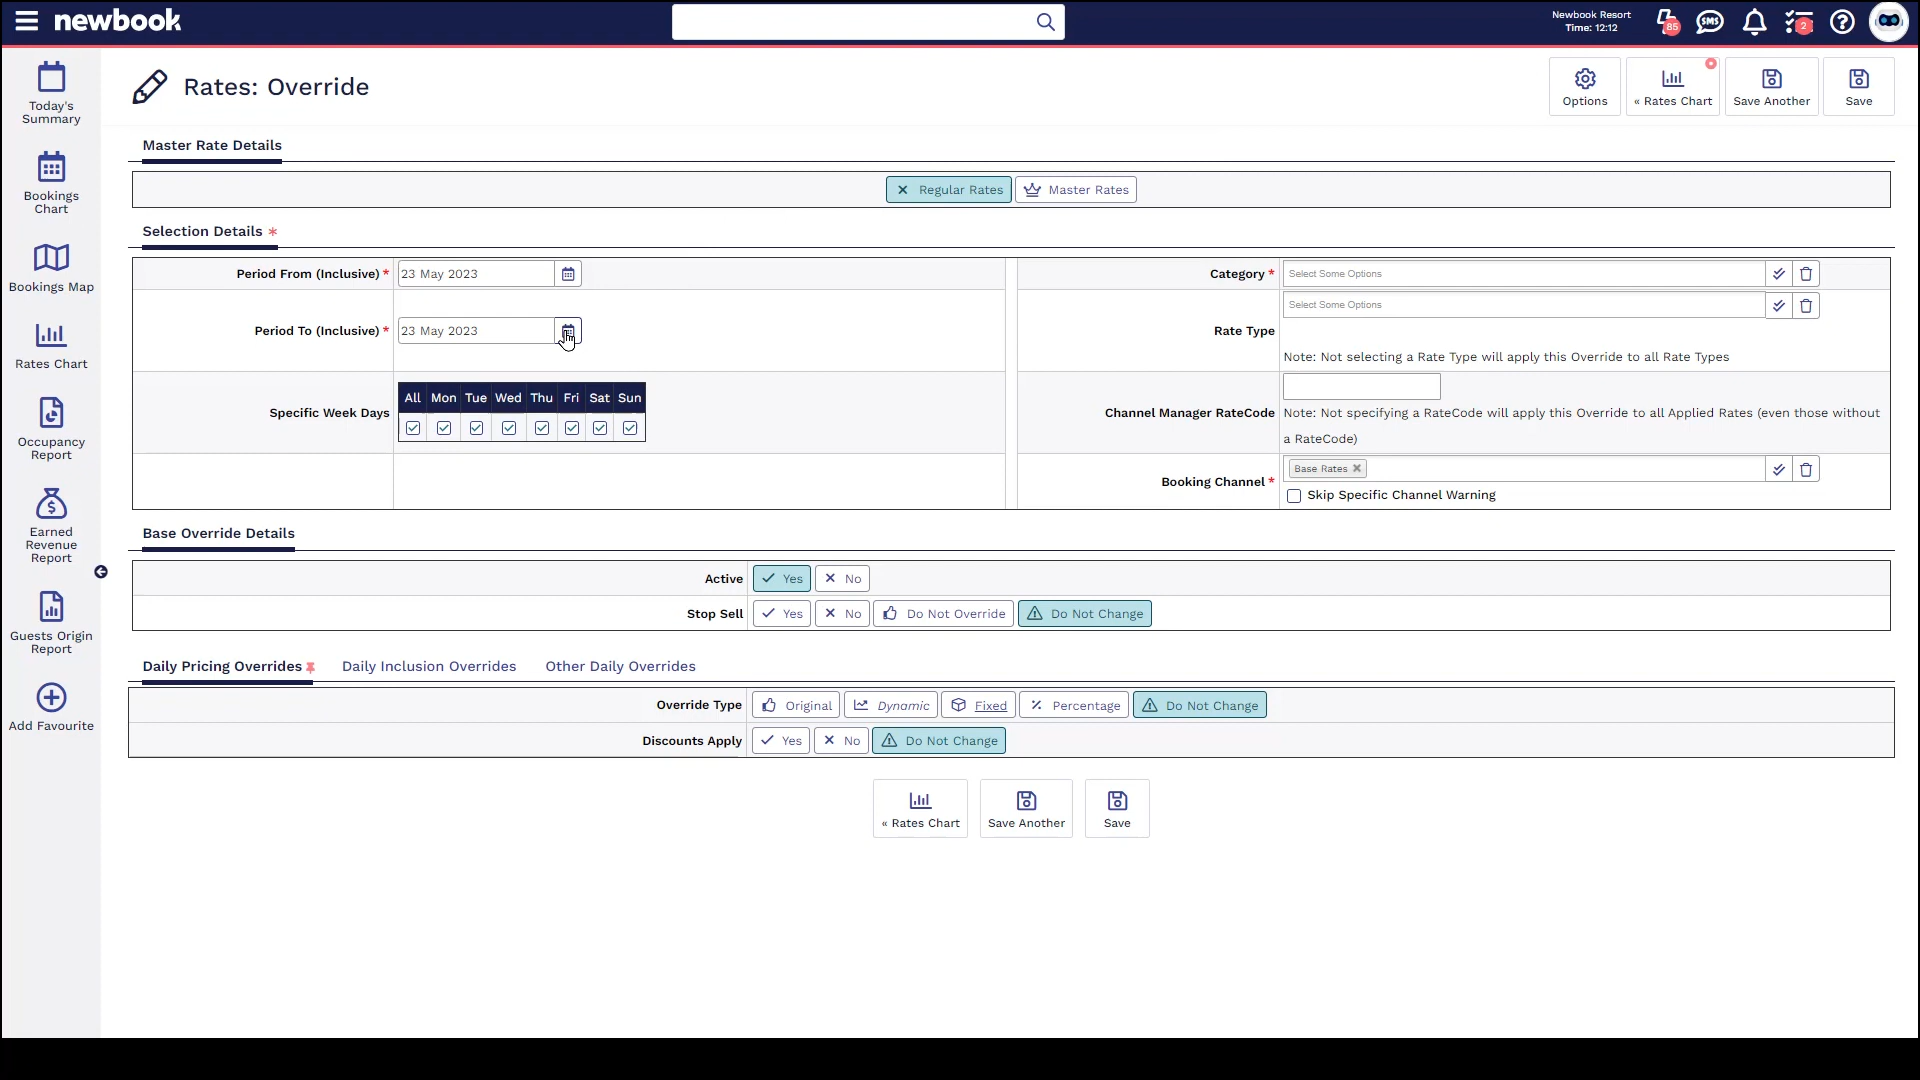 newbook
Newbook Resort
Time: 12:12
85
SMS
2
Today's
Summary
Bookings
Chart
Bookings Map
Rates Chart
Occupancy
Report
Earned
Revenue
Report
Guests Origin
Report
Add Favourite
Rates: Override
Options
« Rates Chart
Save Another
Save
Master Rate Details
Regular Rates
Master Rates
Selection Details *
Period From (Inclusive) *
23 May 2023
Period To (Inclusive) *
23 May 2023
Specific Week Days
All Mon Tue Wed Thu Fri Sat Sun
Category *
Select Some Options
Rate Type
Select Some Options
Note: Not selecting a Rate Type will apply this Override to all Rate Types
Channel Manager RateCode
Note: Not specifying a RateCode will apply this Override to all Applied Rates (even those without
a RateCode)
Booking Channel *
Base Rates
Skip Specific Channel Warning
Base Override Details
Active
Yes
No
Stop Sell
Yes
No
Do Not Override
Do Not Change
Daily Pricing Overrides
Daily Inclusion Overrides
Other Daily Overrides
Override Type
Original
Dynamic
Fixed
Percentage
Do Not Change
Discounts Apply
Yes
No
Do Not Change
« Rates Chart
Save Another
Save